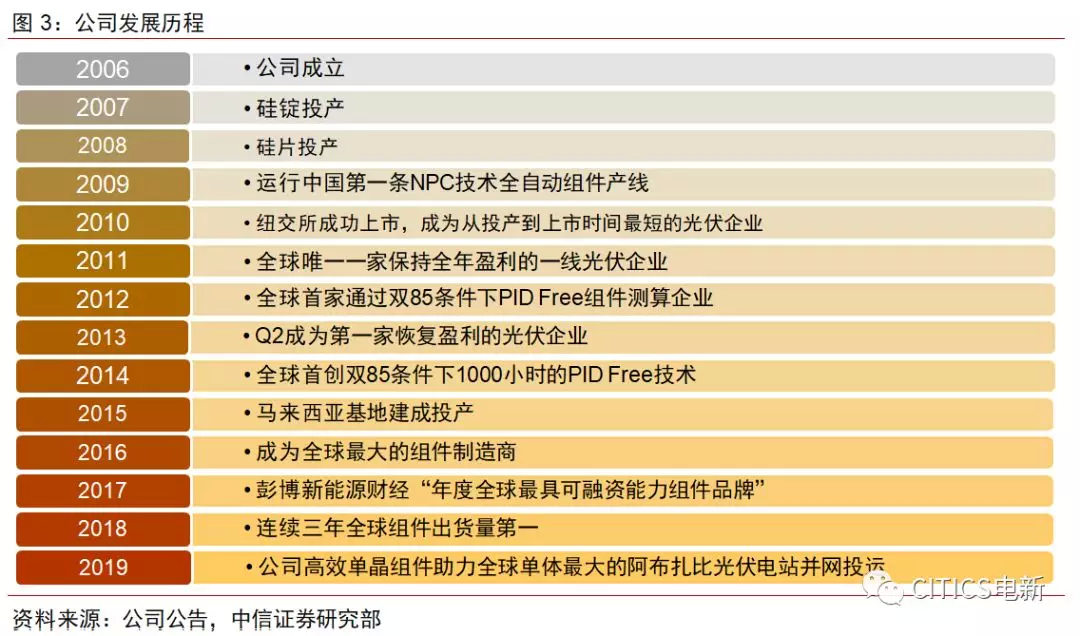 图 3：公司发展历程
2006 •公司成立
2007 •硅锭投产
2008 •硅片投产
2009 •运行中国第一条NPC技术全自动组件产线
2010 •纽交所成功上市，成为从投产到上市时间最短的光伏企业
2011 •全球唯一一家保持全年盈利的一线光伏企业
2012 •全球首家通过双85条件下PID Free组件测算企业
2013 •Q2成为第一家恢复盈利的光伏企业
2014 •全球首创双85条件下1000小时的PID Free技术
2015 •马来西亚基地建成投产
2016 •成为全球最大的组件制造商
2017 •彭博新能源财经“年度全球最具可融资能力组件品牌”
2018 •连续三年全球组件出货量第一
2019 •公司高效单晶组件助力全球单体最大的阿布扎比光伏电站并网投运
CITICS电新
资料来源：公司公告，中信证券研究部